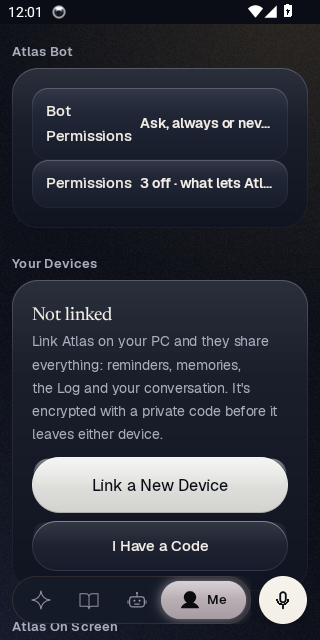 12:01
Atlas Bot
Bot
Permissions
Ask, always or nev...
Permissions 3 off · what lets Atl...
Your Devices
Not linked
Link Atlas on your PC and they share
everything: reminders, memories,
the Log and your conversation. It's
encrypted with a private code before it
leaves either device.
Link a New Device
I Have a Code
Me
Atlas On Screen